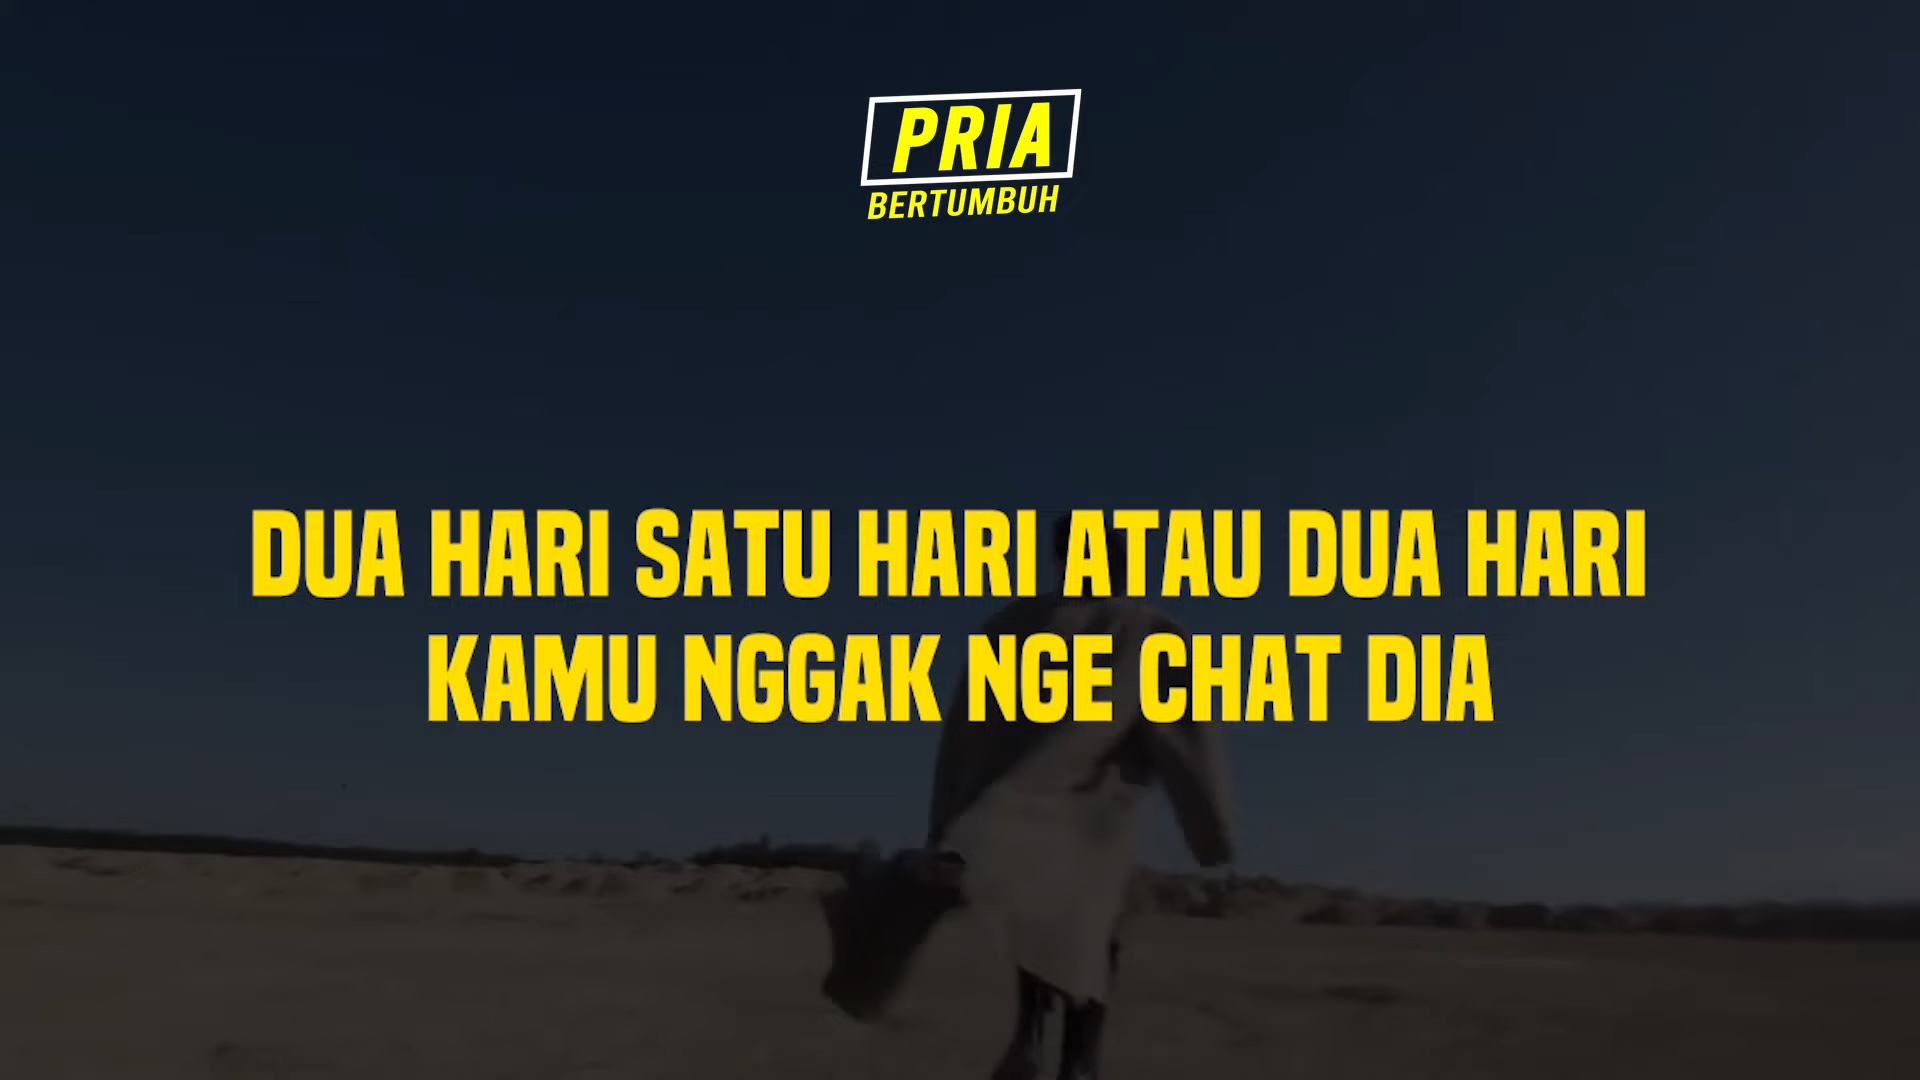 PRIA
BERTUMBUH
DUA HARI SATU HARI ATAU DUA HARI
KAMU NGGAK NGE CHAT DIA